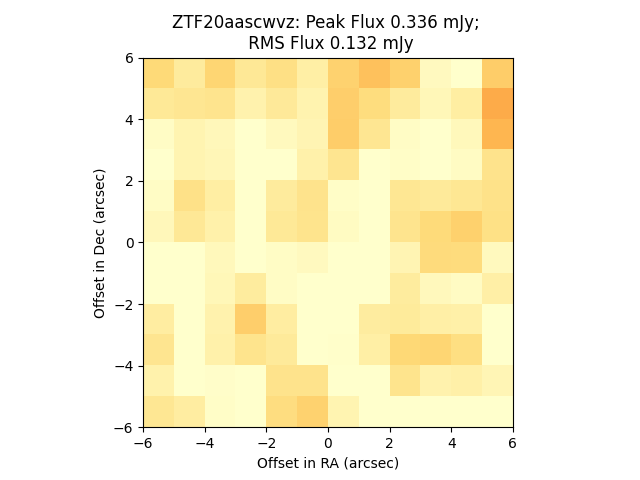 ZTF20aascwvz: Peak Flux 0.336 mJy;
RMS Flux 0.132 mJy
6
4
2
0
−2
−4
−6
Offset in Dec (arcsec)
−6 −4 −2 0 2 4 6
Offset in RA (arcsec)